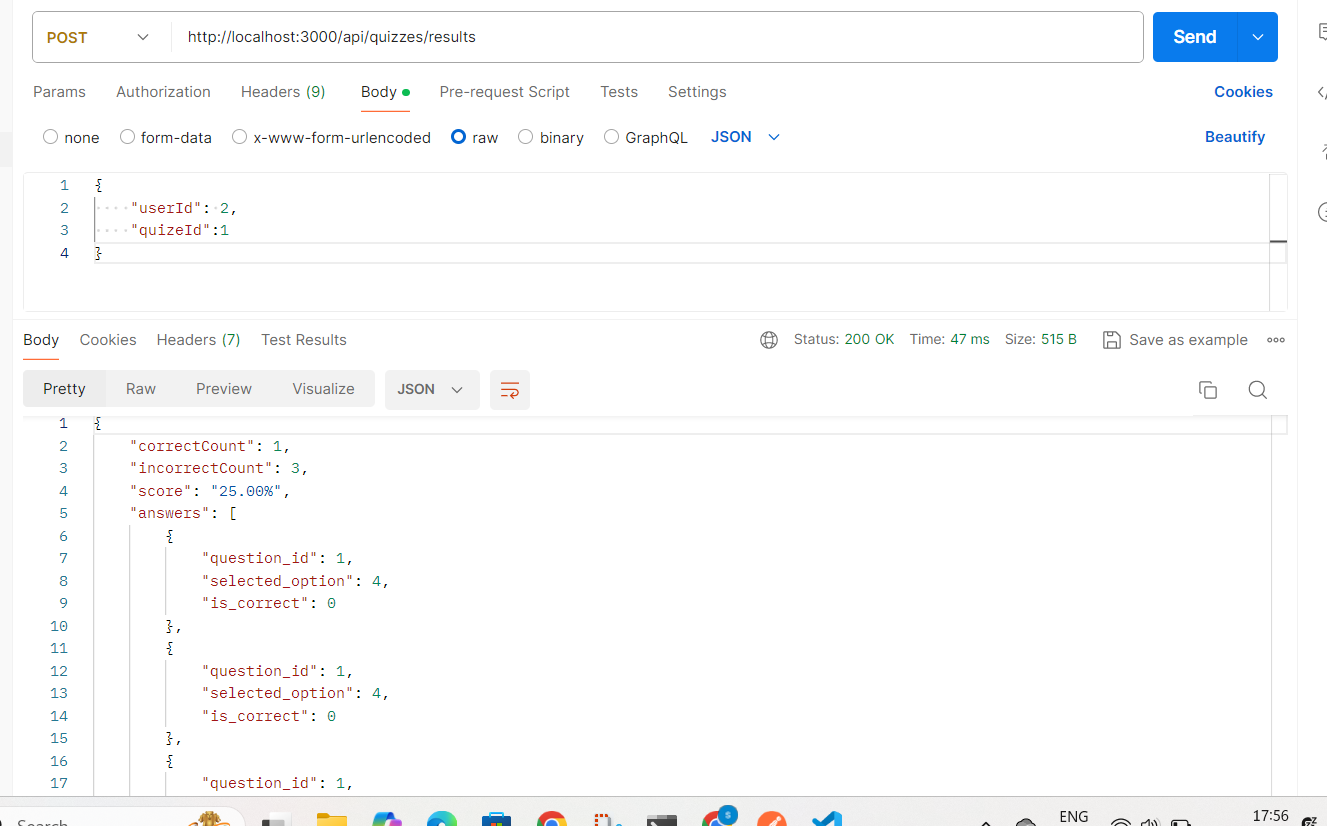 POST http://localhost:3000/api/quizzes/results Send
Params Authorization Headers (9) Body Pre-request Script Tests Settings Cookies
none form-data x-www-form-urlencoded raw binary GraphQL JSON Beautify
1 {
2 "userId": 2,
3 "quizeId":1
4 }
Body Cookies Headers (7) Test Results Status: 200 OK Time: 47 ms Size: 515 B Save as example
Pretty Raw Preview Visualize JSON
1 {
2 "correctCount": 1,
3 "incorrectCount": 3,
4 "score": "25.00%",
5 "answers": [
6 {
7 "question_id": 1,
8 "selected_option": 4,
9 "is_correct": 0
10 },
11 {
12 "question_id": 1,
13 "selected_option": 4,
14 "is_correct": 0
15 },
16 {
17 "question_id": 1,
Search s ENG 17:56